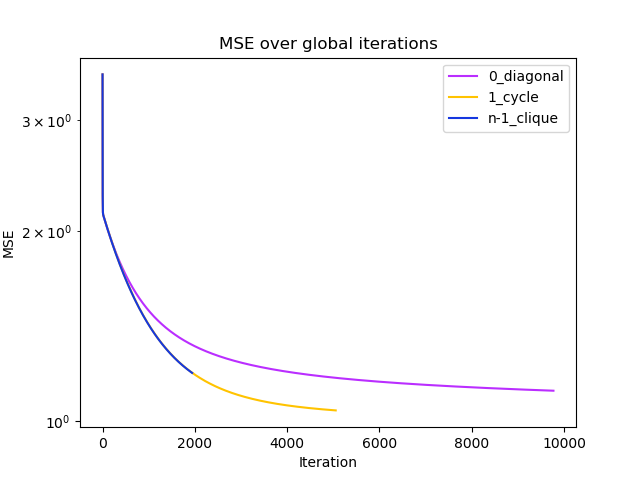 MSE over global iterations
0_diagonal
1_cycle
n-1_clique
3 × 10⁰
2 × 10⁰
10⁰
MSE
0 2000 4000 6000 8000 10000
Iteration